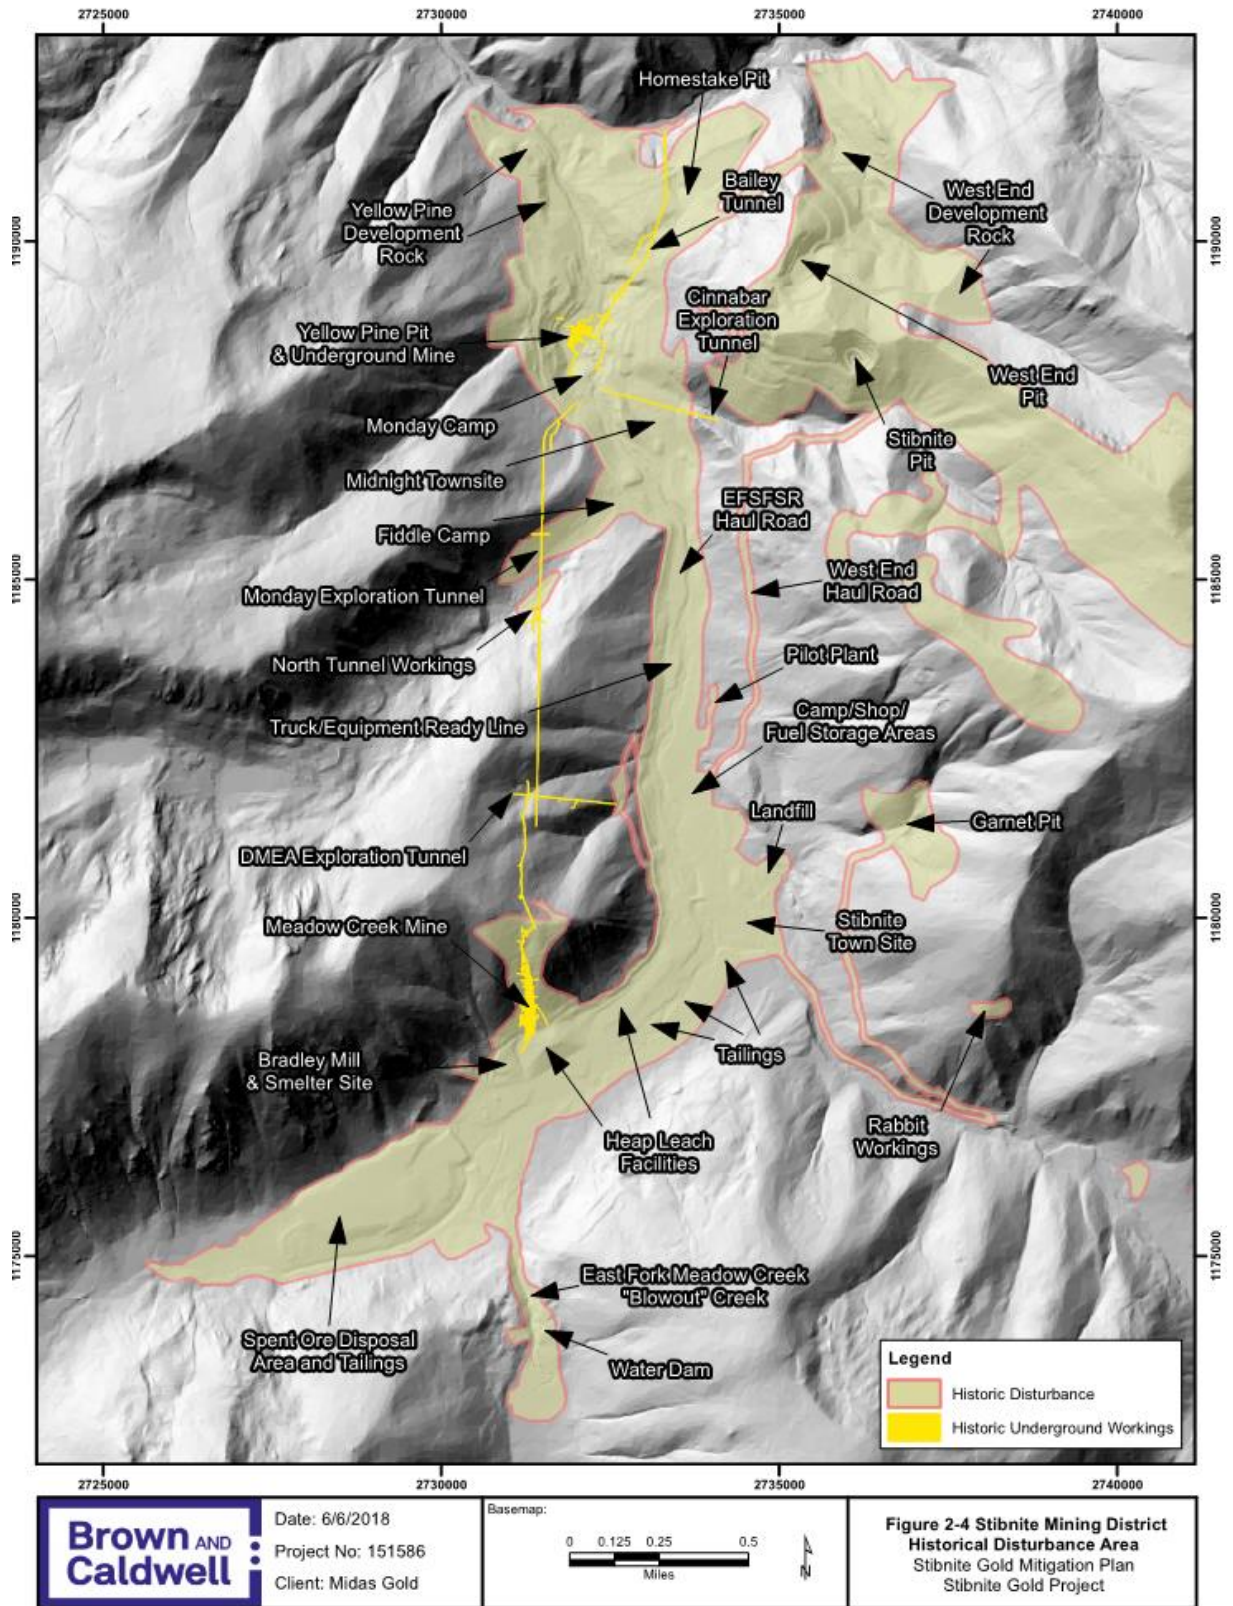 2725000
2730000
2735000
2740000
Homestake Pit
Bailey
Tunnel
West End
Development
Rock
Yellow Pine
Development
Rock
1190000
1190000
Cinnabar
Exploration
Tunnel
Yellow Pine Pit
& Underground Mine
West End
Pit
Monday Camp
Stibnite
Pit
Midnight Townsite
EFSFSR
Haul Road
Fiddle Camp
West End
Haul Road
1185000
1185000
Monday Exploration Tunnel
North Tunnel Workings
Pilot Plant
Truck/Equipment Ready Line
Camp/Shop/
Fuel Storage Areas
Landfill
Garnet Pit
DMEA Exploration Tunnel
Meadow Creek Mine
1180000
1180000
Stibnite
Town Site
Tailings
Bradley Mill
& Smelter Site
Rabbit
Workings
Heap Leach
Facilities
1175000
1175000
East Fork Meadow Creek
"Blowout" Creek
Spent Ore Disposal
Area and Tailings
Water Dam
Legend
Historic Disturbance
Historic Underground Workings
2725000
2730000
2735000
2740000
Brown AND
Caldwell
Date: 6/6/2018
Project No: 151586
Client: Midas Gold
Basemap:
0 0.125 0.25 0.5
Miles
N
Figure 2-4 Stibnite Mining District
Historical Disturbance Area
Stibnite Gold Mitigation Plan
Stibnite Gold Project